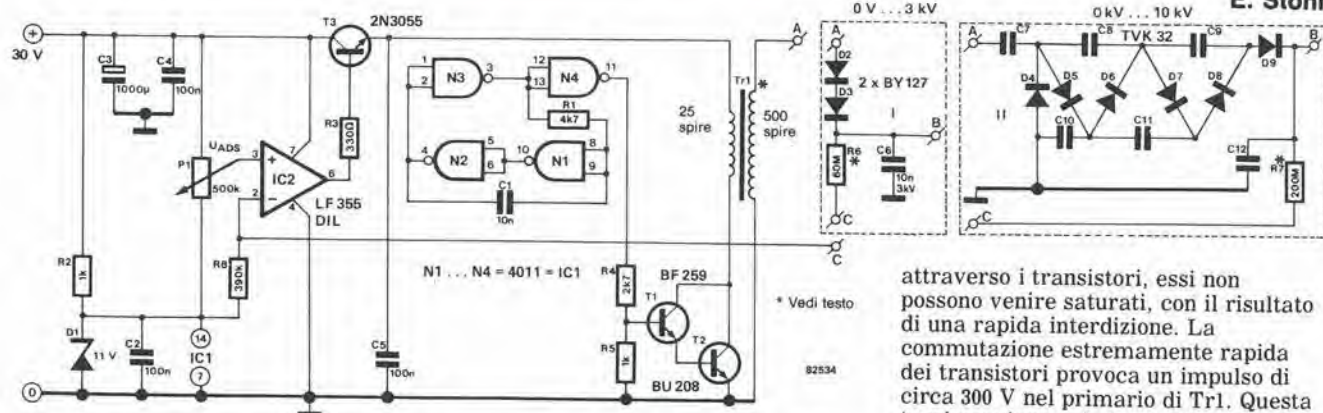 E. Stöhr
0 V ... 3 kV
0 kV ... 10 kV
T3
2N3055
A
A
B
TVK 32
C7
C8
C9
+
30 V
C3
1000µ
C4
100n
D2
D3
2 x BY 127
I
B
D9
D4
D5
D6
D7
D8
II
C10
C11
1
2
N3
3
12
13
N4
11
R1
4k7
Tr1
*
25
spire
500
spire
R3
330Ω
P1
500k
UADS
3
+
7
IC2
2
−
4
6
LF 355
DIL
4
N2
5
6
10
N1
8
9
C1
10n
R6
*
60M
C6
10n
3kV
C12
R7
*
200M
C
C
C
R2
1k
R8
390k
N1 ... N4 = 4011 = IC1
R4
2k7
BF 259
T1
T2
* Vedi testo
D1
11 V
C2
100n
14
IC1
7
C5
100n
R5
1k
BU 208
82534
0
attraverso i transistori, essi non
possono venire saturati, con il risultato
di una rapida interdizione. La
commutazione estremamente rapida
dei transistori provoca un impulso di
circa 300 V nel primario di Tr1. Questa